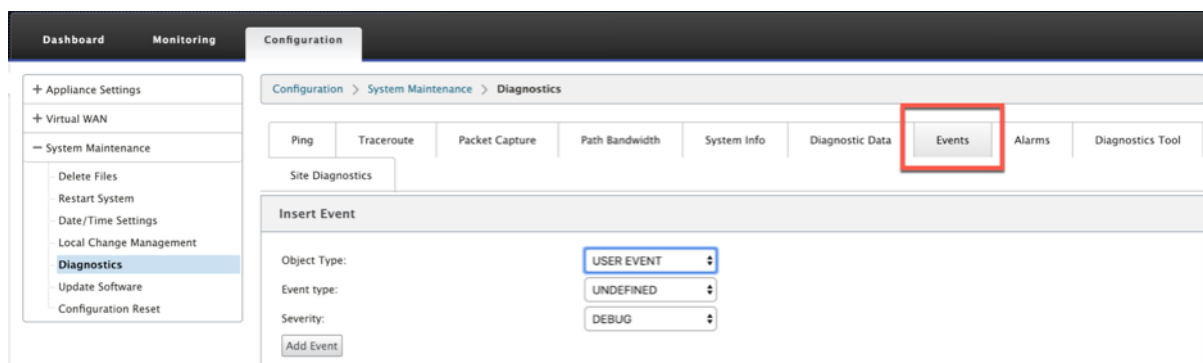 Dashboard Monitoring Configuration
+ Appliance Settings
+ Virtual WAN
− System Maintenance
Delete Files
Restart System
Date/Time Settings
Local Change Management
Diagnostics
Update Software
Configuration Reset
Configuration > System Maintenance > Diagnostics
Ping Traceroute Packet Capture Path Bandwidth System Info Diagnostic Data Events Alarms Diagnostics Tool
Site Diagnostics
Insert Event
Object Type: USER EVENT
Event type: UNDEFINED
Severity: DEBUG
Add Event